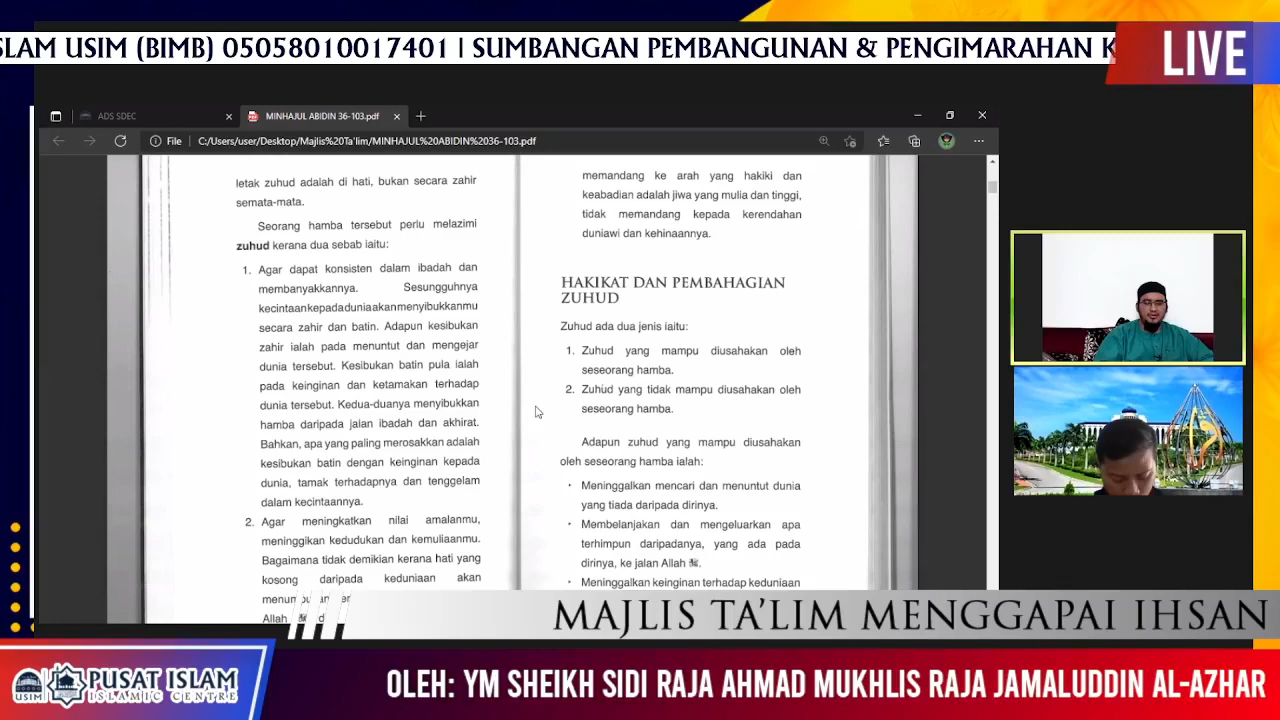 SLAM USIM (BIMB) 05058010017401 | SUMBANGAN PEMBANGUNAN & PENGIMARAHAN K
LIVE
ADS SDEC
MINHAJUL ABIDIN 36-103.pdf
File
C:/Users/user/Desktop/Majlis%20Ta'lim/MINHAJUL%20ABIDIN%2036-103.pdf
letak zuhud adalah di hati, bukan secara zahir
semata-mata.
Seorang hamba tersebut perlu melazimi
zuhud kerana dua sebab iaitu:
1. Agar dapat konsisten dalam ibadah dan
membanyakkannya. Sesungguhnya
kecintaan kepada dunia akan menyibukkanmu
secara zahir dan batin. Adapun kesibukan
zahir ialah pada menuntut dan mengejar
dunia tersebut. Kesibukan batin pula ialah
pada keinginan dan ketamakan terhadap
dunia tersebut. Kedua-duanya menyibukkan
hamba daripada jalan ibadah dan akhirat.
Bahkan, apa yang paling merosakkan adalah
kesibukan batin dengan keinginan kepada
dunia, tamak terhadapnya dan tenggelam
dalam kecintaannya.
2. Agar meningkatkan nilai amalanmu,
meninggikan kedudukan dan kemuliaanmu.
Bagaimana tidak demikian kerana hati yang
kosong daripada keduniaan akan
Allah
memandang ke arah yang hakiki dan
keabadian adalah jiwa yang mulia dan tinggi,
tidak memandang kepada kerendahan
duniawi dan kehinaannya.
HAKIKAT DAN PEMBAHAGIAN
ZUHUD
Zuhud ada dua jenis iaitu:
1. Zuhud yang mampu diusahakan oleh
seseorang hamba.
2. Zuhud yang tidak mampu diusahakan oleh
seseorang hamba.
Adapun zuhud yang mampu diusahakan
oleh seseorang hamba ialah:
• Meninggalkan mencari dan menuntut dunia
yang tiada daripada dirinya.
• Membelanjakan dan mengeluarkan apa
terhimpun daripadanya, yang ada pada
dirinya, ke jalan Allah ﷻ.
• Meninggalkan keinginan terhadap keduniaan
MAJLIS TA'LIM MENGGAPAI IHSAN
USIM
PUSAT ISLAM
ISLAMIC CENTRE
OLEH: YM SHEIKH SIDI RAJA AHMAD MUKHLIS RAJA JAMALUDDIN AL-AZHAR